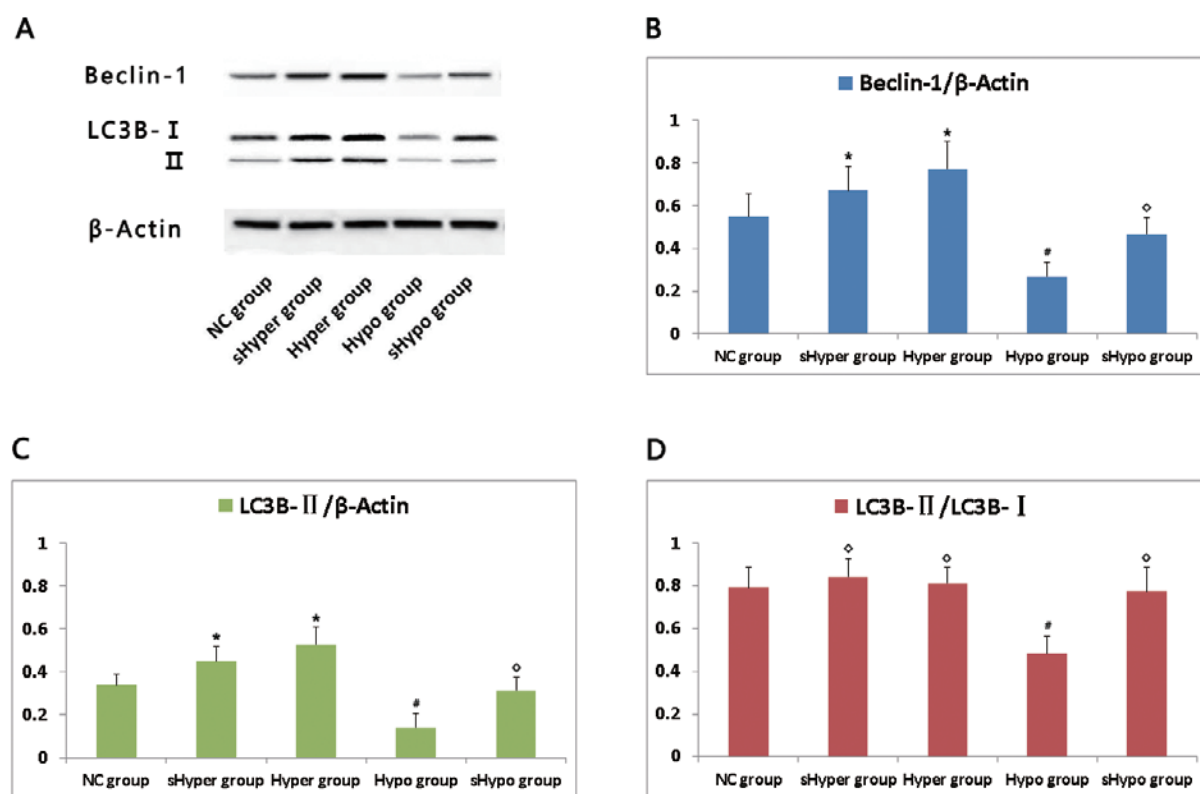 A
Beclin-1
LC3B- Ⅰ
Ⅱ
β-Actin
NC group
sHyper group
Hyper group
Hypo group
sHypo group
B
Beclin-1/β-Actin
1
*
*
0.8
0.6
◇
0.4
#
0.2
0
NC group sHyper group Hyper group Hypo group sHypo group
C
LC3B- Ⅱ/β-Actin
1
0.8
0.6
*
*
0.4
◇
0.2
#
0
NC group sHyper group Hyper group Hypo group sHypo group
D
LC3B- Ⅱ/LC3B- Ⅰ
1
◇
◇
◇
0.8
0.6
#
0.4
0.2
0
NC group sHyper group Hyper group Hypo group sHypo group